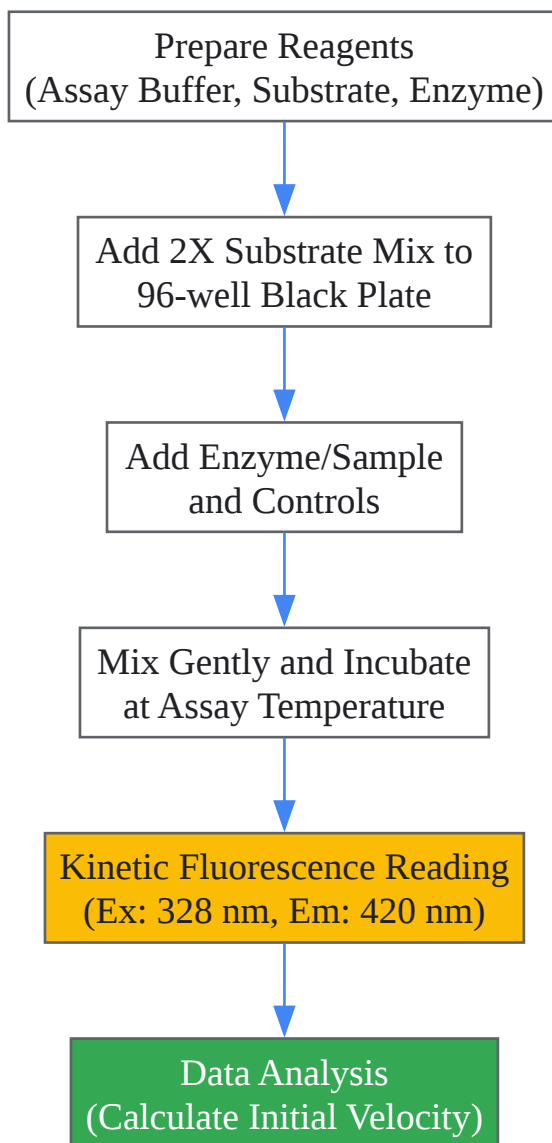 Prepare Reagents
(Assay Buffer, Substrate, Enzyme)
Add 2X Substrate Mix to
96-well Black Plate
Add Enzyme/Sample
and Controls
Mix Gently and Incubate
at Assay Temperature
Kinetic Fluorescence Reading
(Ex: 328 nm, Em: 420 nm)
Data Analysis
(Calculate Initial Velocity)